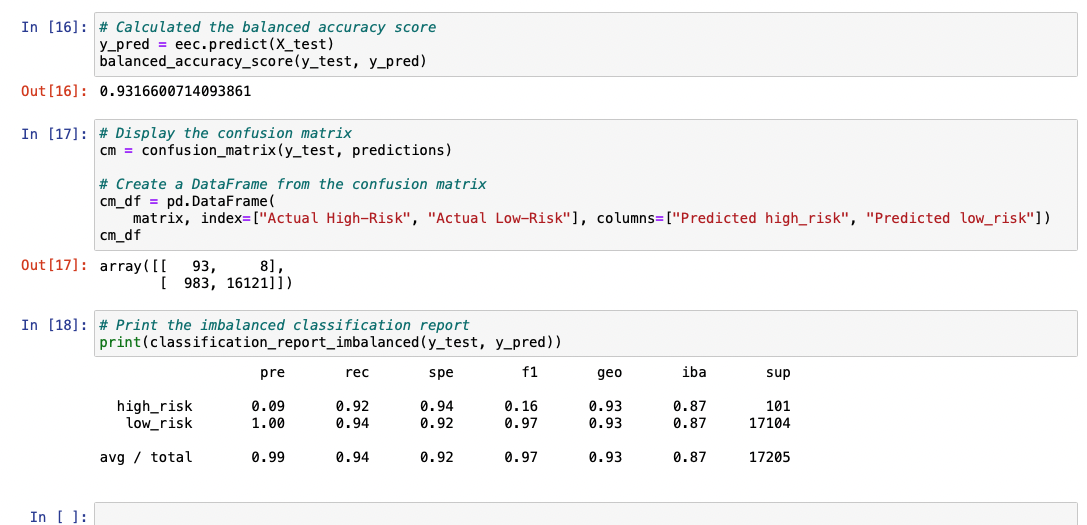 In [16]: # Calculated the balanced accuracy score
y_pred = eec.predict(X_test)
balanced_accuracy_score(y_test, y_pred)
Out[16]: 0.9316600714093861
In [17]: # Display the confusion matrix
cm = confusion_matrix(y_test, predictions)
# Create a DataFrame from the confusion matrix
cm_df = pd.DataFrame(
matrix, index=["Actual High-Risk", "Actual Low-Risk"], columns=["Predicted high_risk", "Predicted low_risk"])
cm_df
Out[17]: array([[   93,     8],
[  983, 16121]])
In [18]: # Print the imbalanced classification report
print(classification_report_imbalanced(y_test, y_pred))
pre rec spe f1 geo iba sup
high_risk 0.09 0.92 0.94 0.16 0.93 0.87 101
low_risk 1.00 0.94 0.92 0.97 0.93 0.87 17104
avg / total 0.99 0.94 0.92 0.97 0.93 0.87 17205
In [ ]: